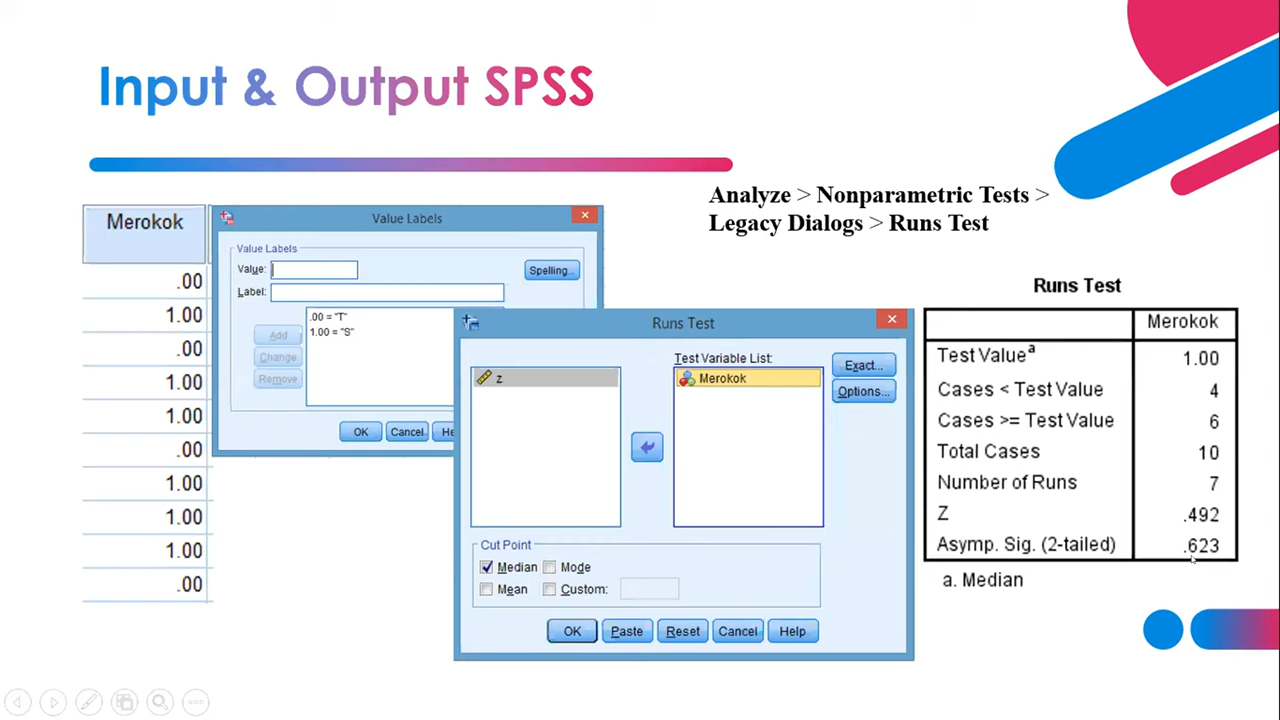 Input & Output SPSS
Analyze > Nonparametric Tests >
Legacy Dialogs > Runs Test
Merokok
.00
1.00
.00
1.00
1.00
.00
1.00
1.00
1.00
.00
Value Labels
Value Labels
Value:
Spelling...
Label:
.00 = "T"
1.00 = "S"
Add
Change
Remove
OK Cancel He
Runs Test
Test Variable List:
z
Merokok
Exact...
Options...
Cut Point
Median Mode
Mean Custom:
OK Paste Reset Cancel Help
Runs Test
Merokok
Test Valueª 1.00
Cases < Test Value 4
Cases >= Test Value 6
Total Cases 10
Number of Runs 7
Z .492
Asymp. Sig. (2-tailed) .623
a. Median